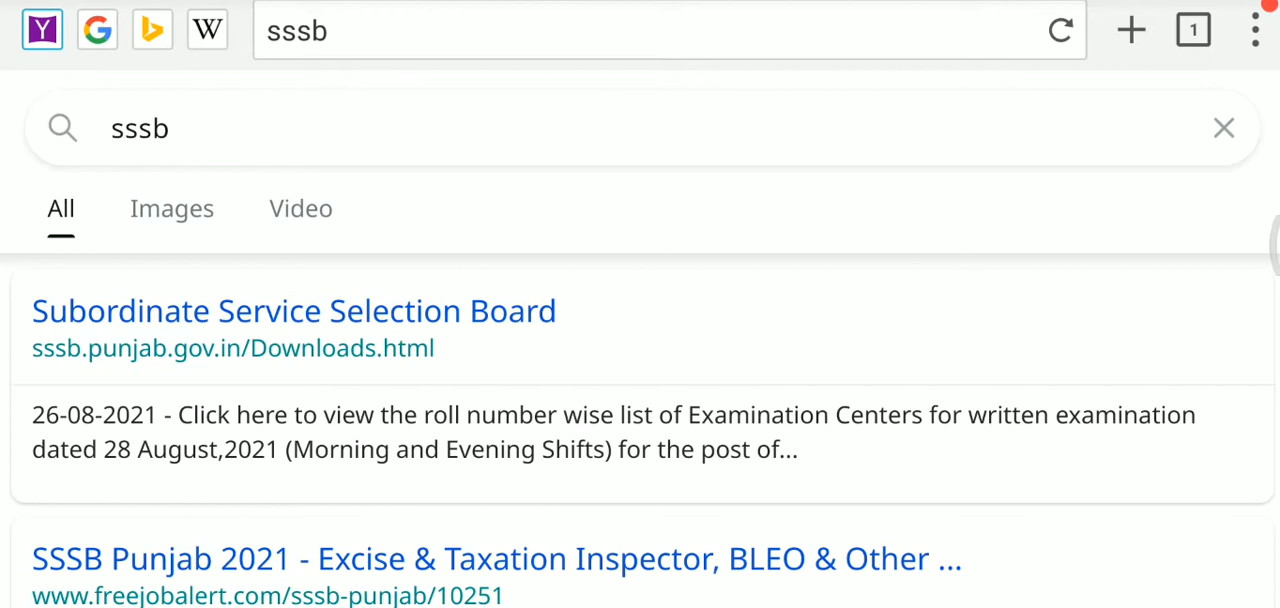 Y G b W sssb 1
sssb
All Images Video
Subordinate Service Selection Board
sssb.punjab.gov.in/Downloads.html
26-08-2021 - Click here to view the roll number wise list of Examination Centers for written examination
dated 28 August,2021 (Morning and Evening Shifts) for the post of...
SSSB Punjab 2021 - Excise & Taxation Inspector, BLEO & Other ...
www.freejobalert.com/sssb-punjab/10251